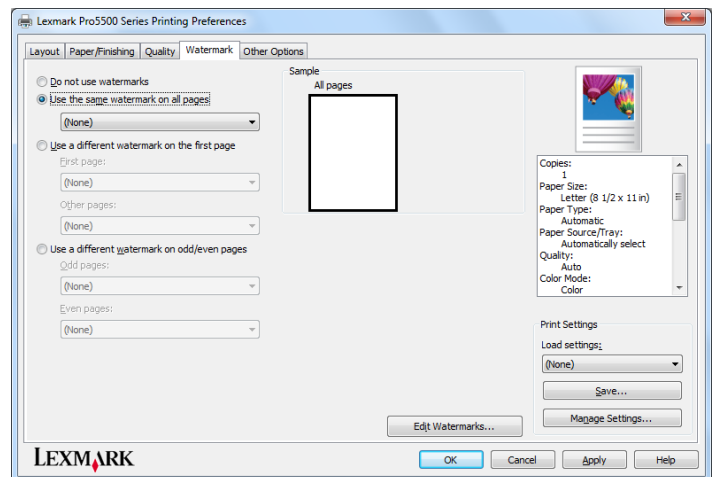 Lexmark Pro5500 Series Printing Preferences
Layout Paper/Finishing Quality Watermark Other Options
Do not use watermarks
Use the same watermark on all pages
(None)
Use a different watermark on the first page
First page:
(None)
Other pages:
(None)
Use a different watermark on odd/even pages
Odd pages:
(None)
Even pages:
(None)
Sample
All pages
Edit Watermarks...
Copies:
1
Paper Size:
Letter (8 1/2 x 11 in)
Paper Type:
Automatic
Paper Source/Tray:
Automatically select
Quality:
Auto
Color Mode:
Color
Print Settings
Load settings:
(None)
Save...
Manage Settings...
LEXMARK
OK Cancel Apply Help